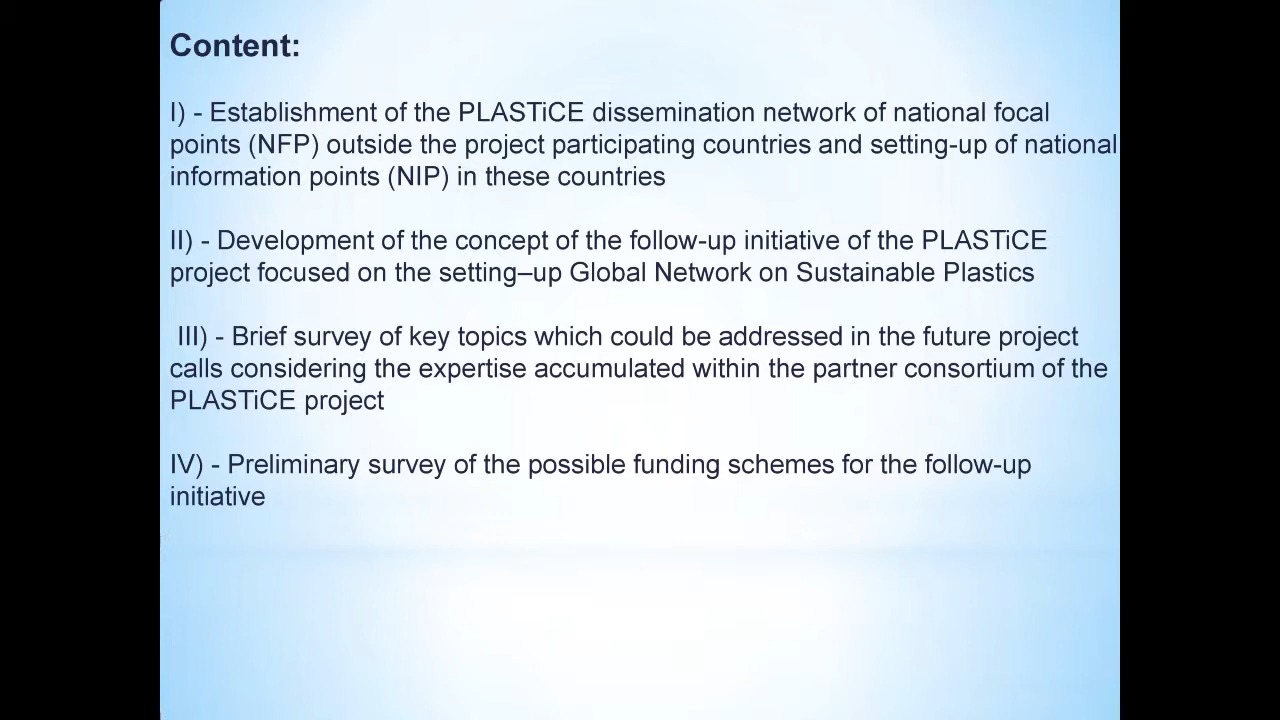 Content:
I) - Establishment of the PLASTiCE dissemination network of national focal
points (NFP) outside the project participating countries and setting-up of national
information points (NIP) in these countries
II) - Development of the concept of the follow-up initiative of the PLASTiCE
project focused on the setting–up Global Network on Sustainable Plastics
III) - Brief survey of key topics which could be addressed in the future project
calls considering the expertise accumulated within the partner consortium of the
PLASTiCE project
IV) - Preliminary survey of the possible funding schemes for the follow-up
initiative